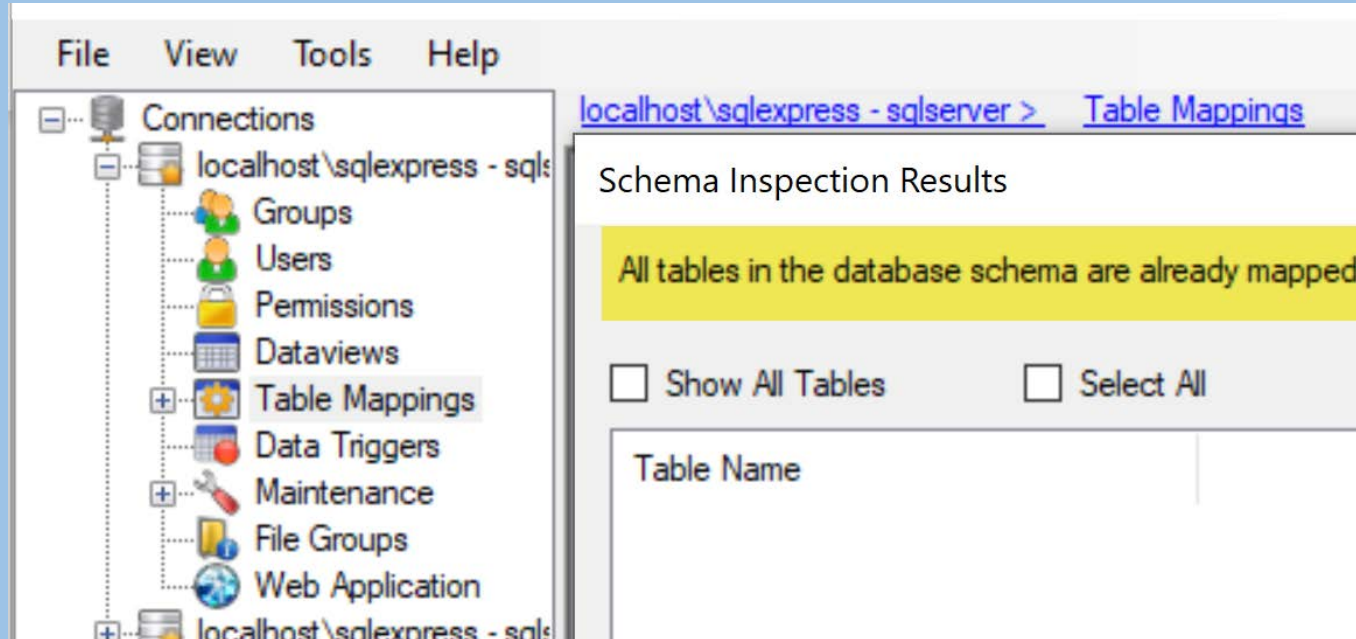 File View Tools Help
Connections
localhost\sqlexpress - sqls
Groups
Users
Permissions
Dataviews
Table Mappings
Data Triggers
Maintenance
File Groups
Web Application
localhost\sqlexpress - sqls
localhost\sqlexpress - sqlserver > Table Mappings
Schema Inspection Results
All tables in the database schema are already mapped
Show All Tables Select All
Table Name